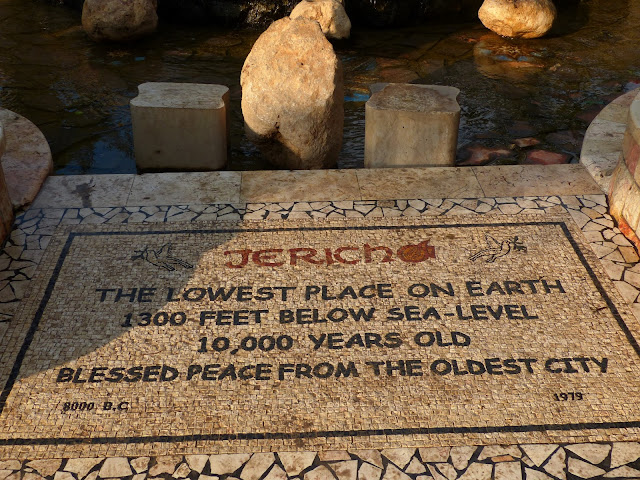 JERICHO
THE LOWEST PLACE ON EARTH
1300 FEET BELOW SEA-LEVEL
10,000 YEARS OLD
BLESSED PEACE FROM THE OLDEST CITY
8000 B.C 1979